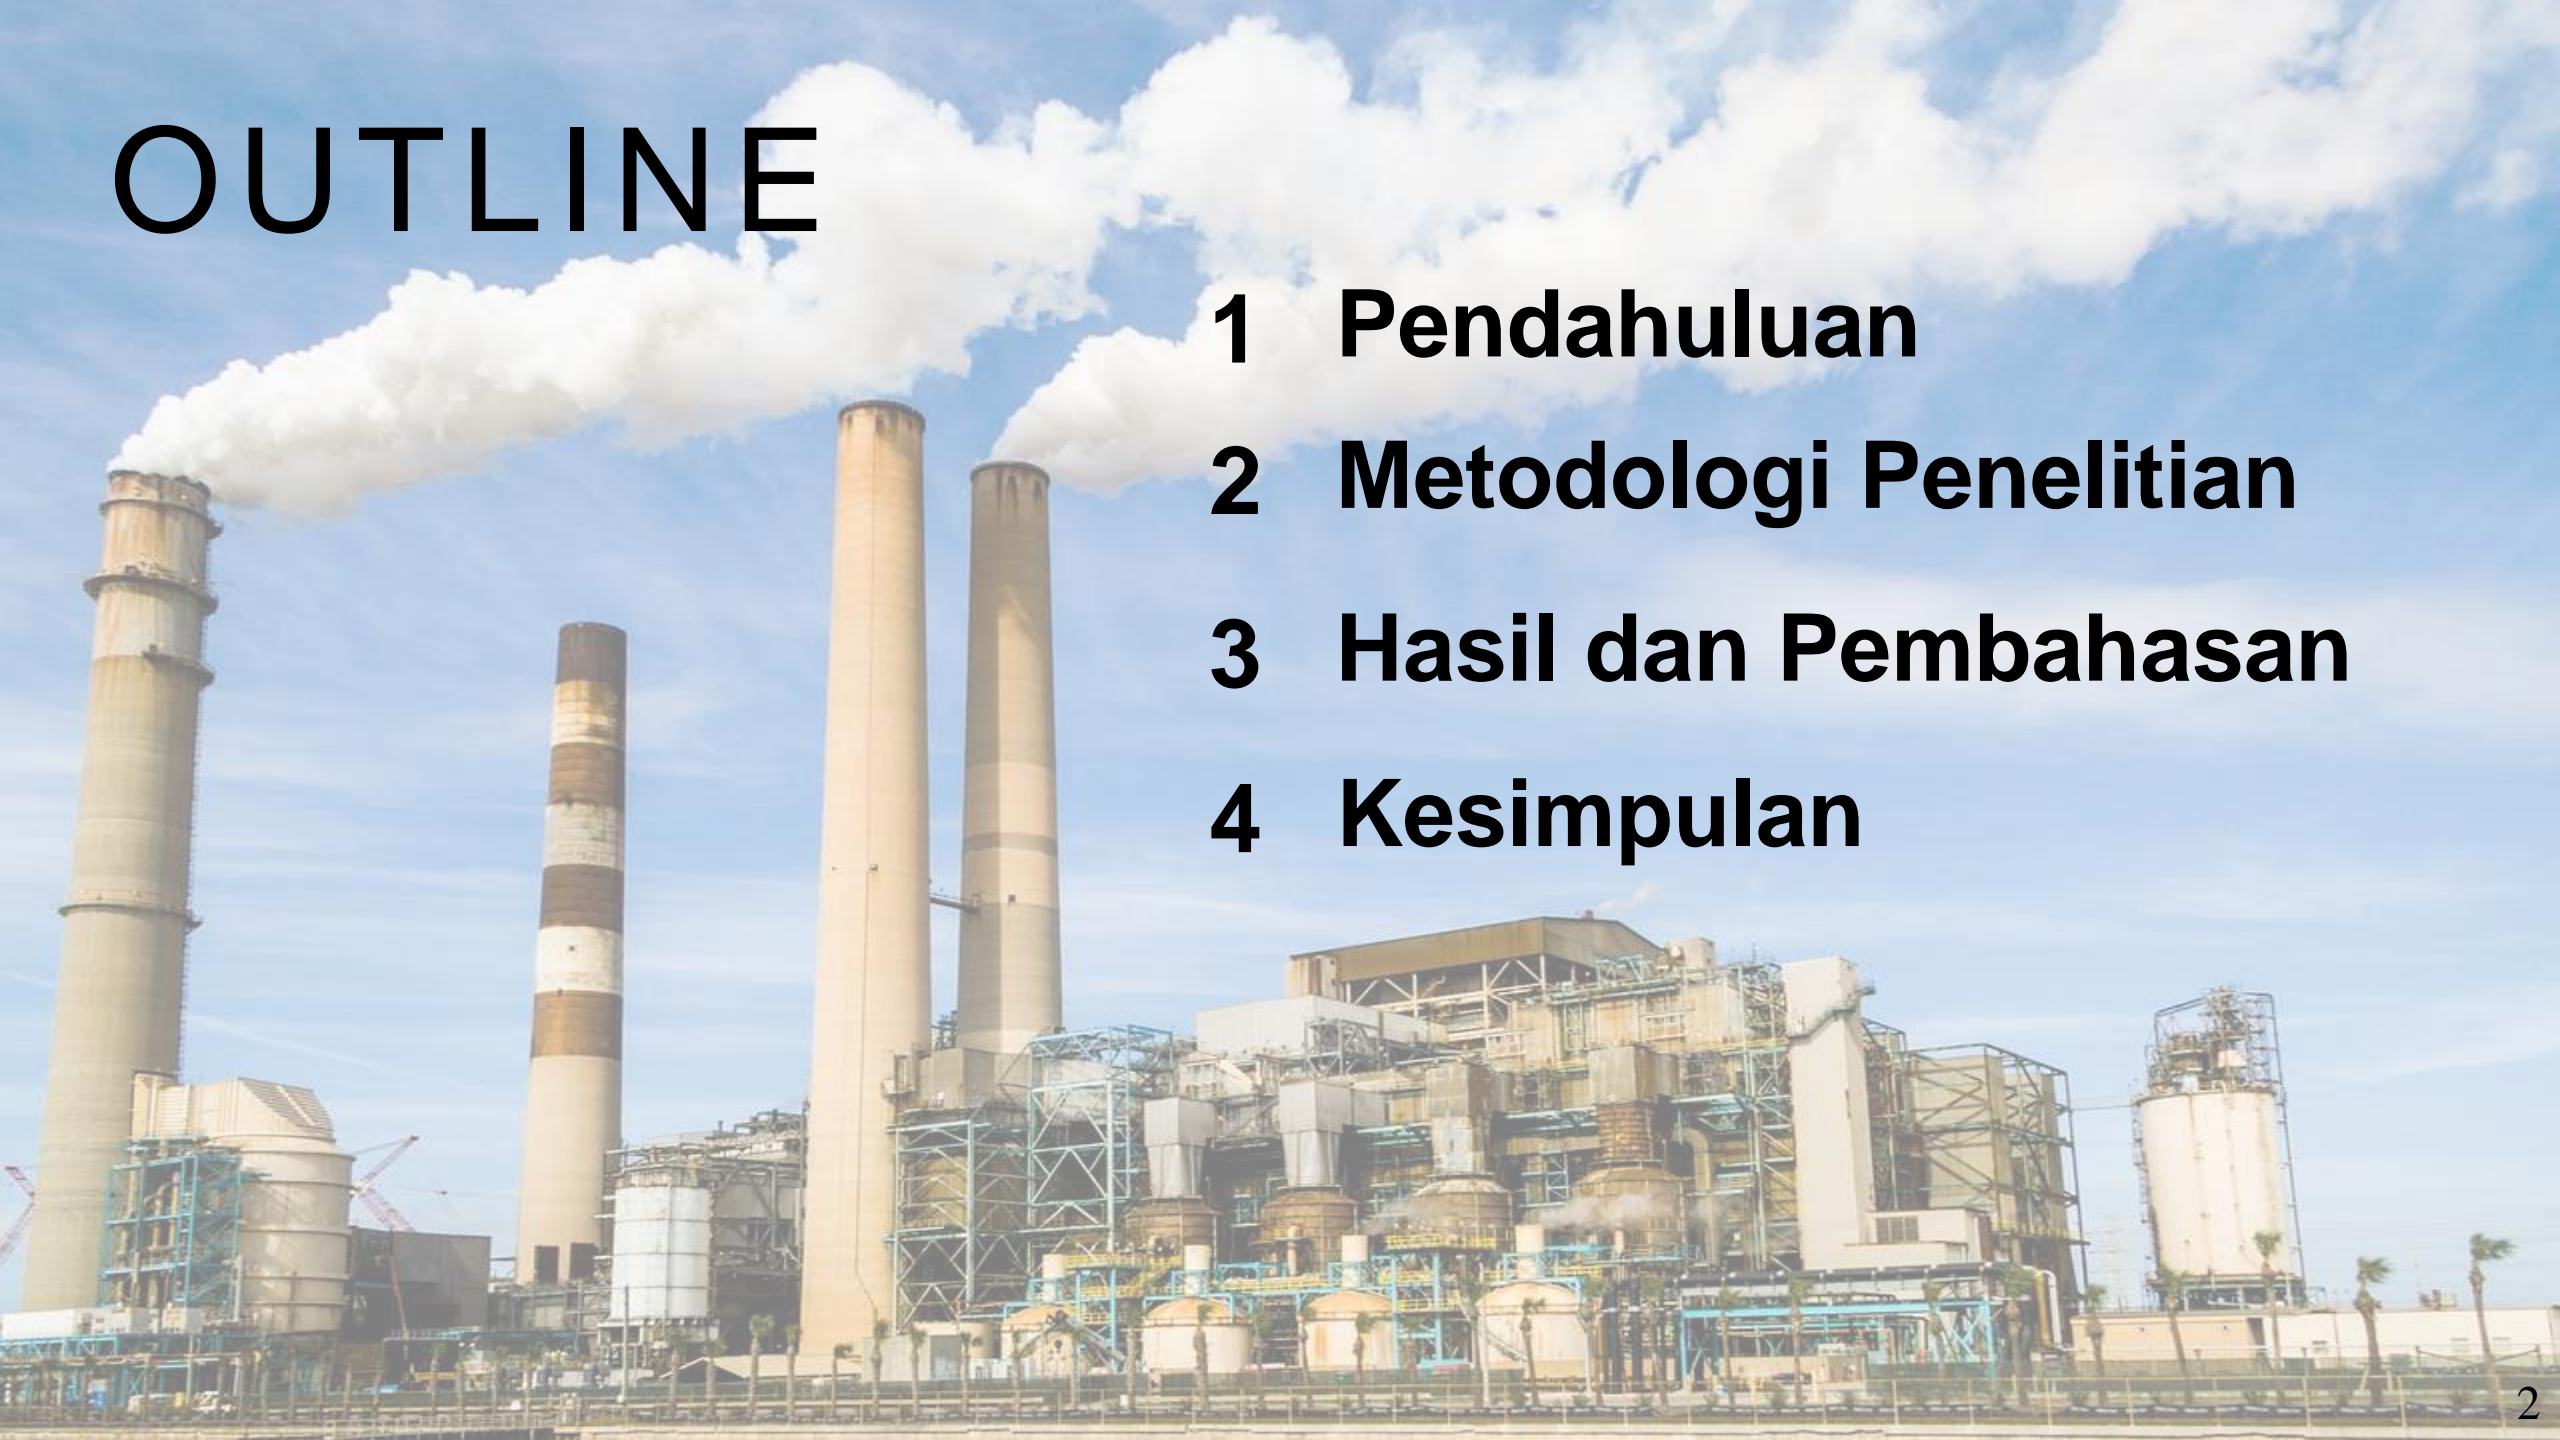 OUTLINE
1 Pendahuluan
2 Metodologi Penelitian
3 Hasil dan Pembahasan
4 Kesimpulan
2